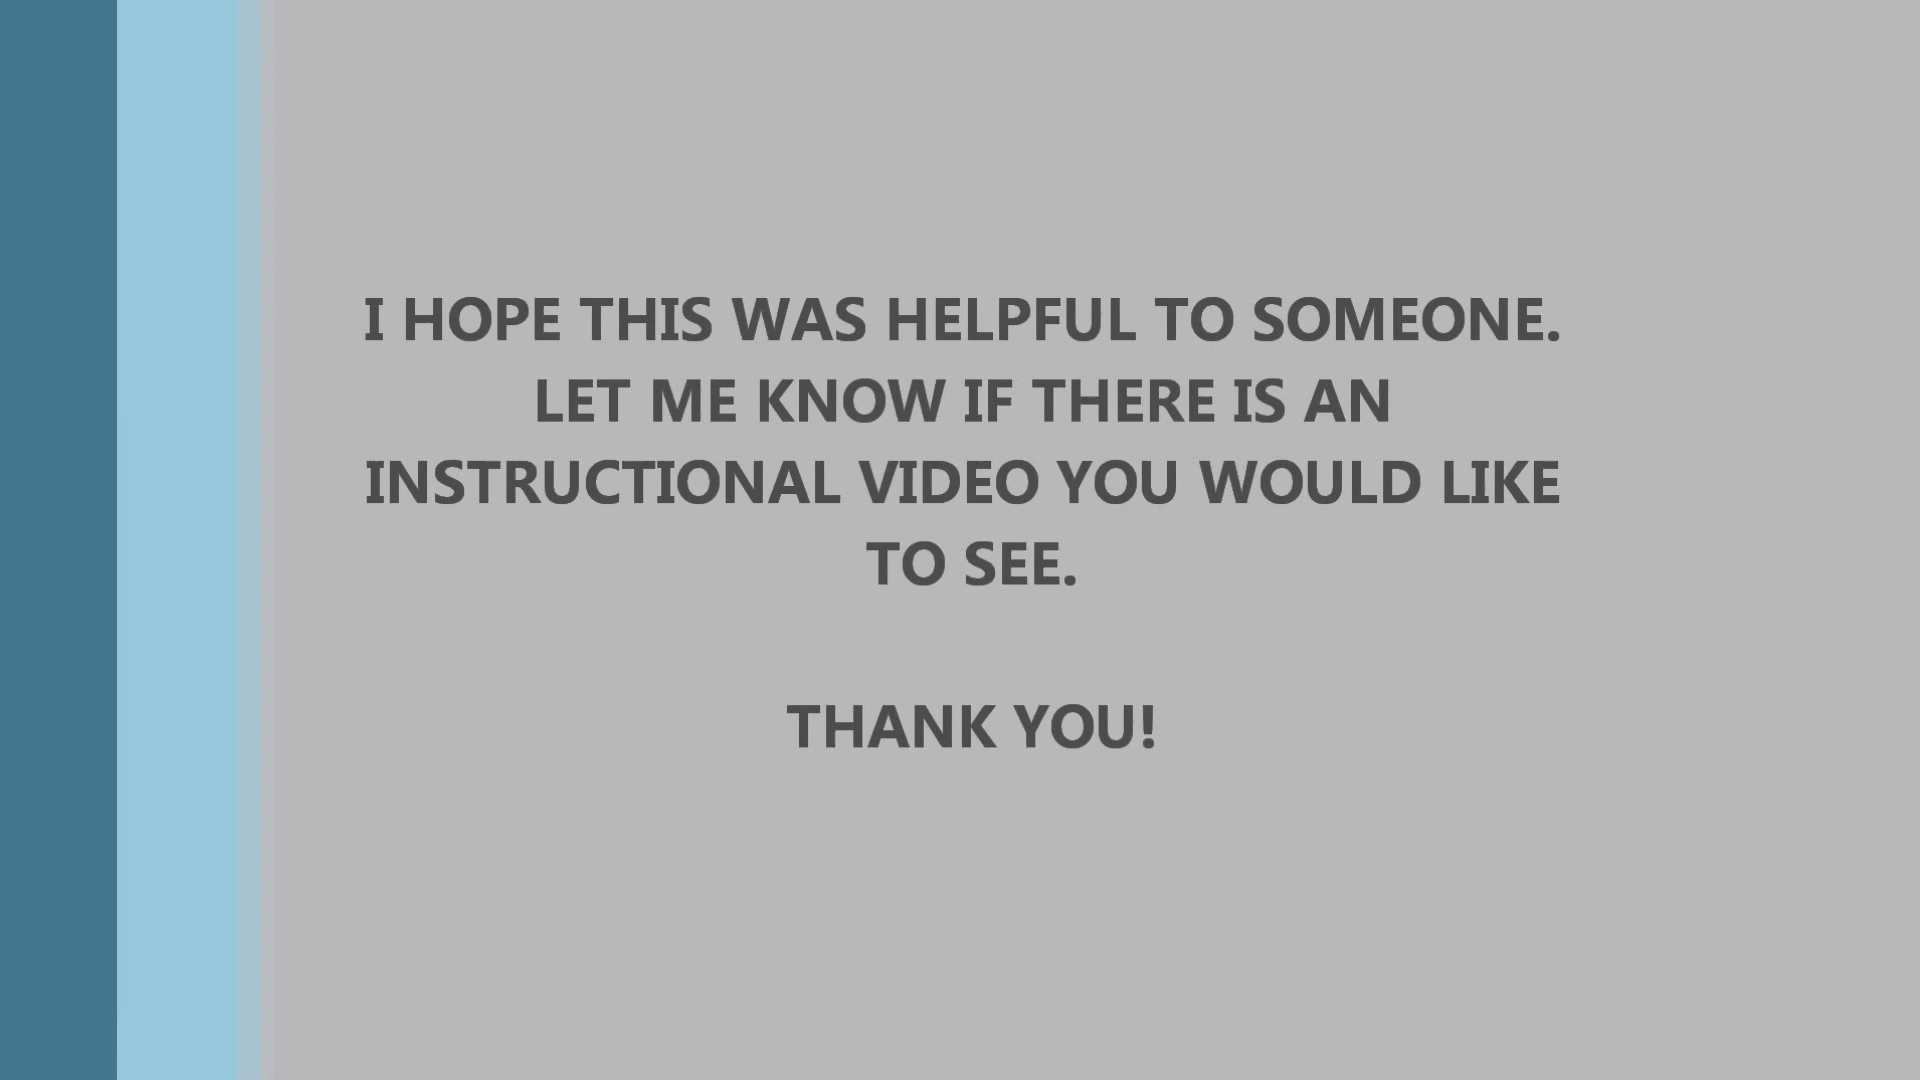 I HOPE THIS WAS HELPFUL TO SOMEONE.
LET ME KNOW IF THERE IS AN
INSTRUCTIONAL VIDEO YOU WOULD LIKE
TO SEE.
THANK YOU!